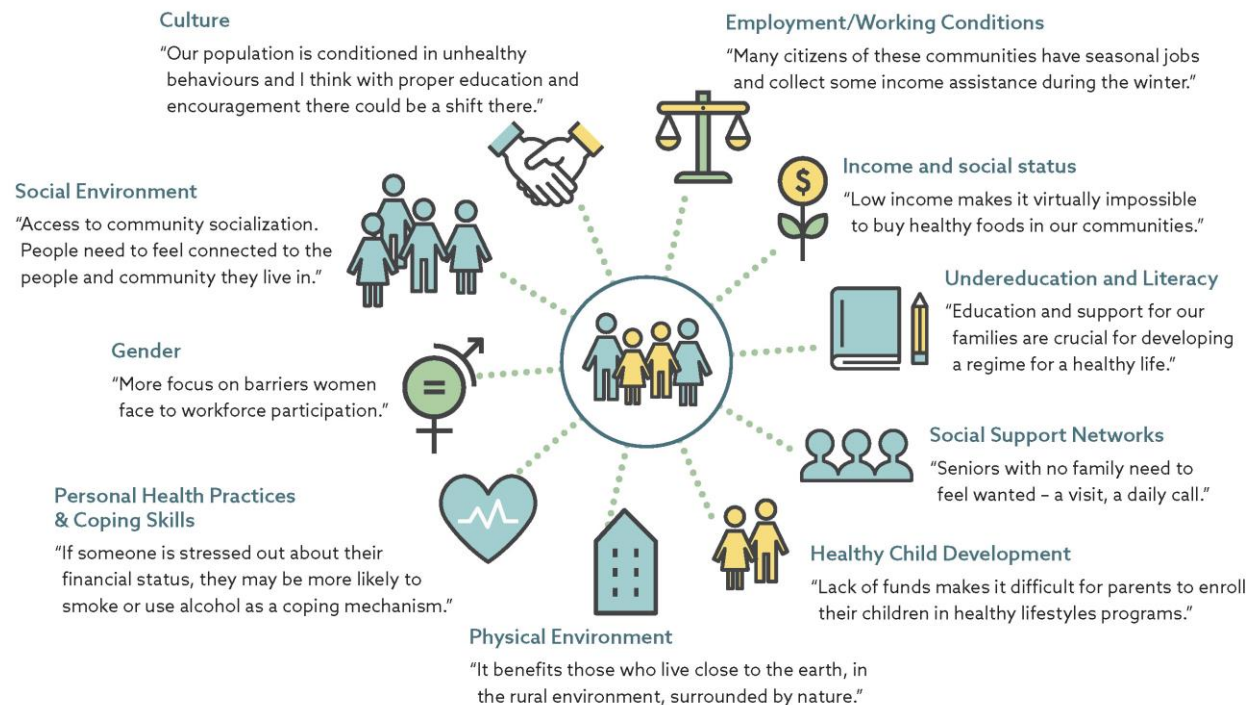 Culture
“Our population is conditioned in unhealthy
behaviours and I think with proper education and
encouragement there could be a shift there.”
Employment/Working Conditions
“Many citizens of these communities have seasonal jobs
and collect some income assistance during the winter.”
Income and social status
“Low income makes it virtually impossible
to buy healthy foods in our communities.”
$
Undereducation and Literacy
“Education and support for our
families are crucial for developing
a regime for a healthy life.”
Social Support Networks
“Seniors with no family need to
feel wanted – a visit, a daily call.”
Healthy Child Development
“Lack of funds makes it difficult for parents to enroll
their children in healthy lifestyles programs.”
Physical Environment
“It benefits those who live close to the earth, in
the rural environment, surrounded by nature.”
Personal Health Practices
& Coping Skills
“If someone is stressed out about their
financial status, they may be more likely to
smoke or use alcohol as a coping mechanism.”
Gender
“More focus on barriers women
face to workforce participation.”
=
Social Environment
“Access to community socialization.
People need to feel connected to the
people and community they live in.”